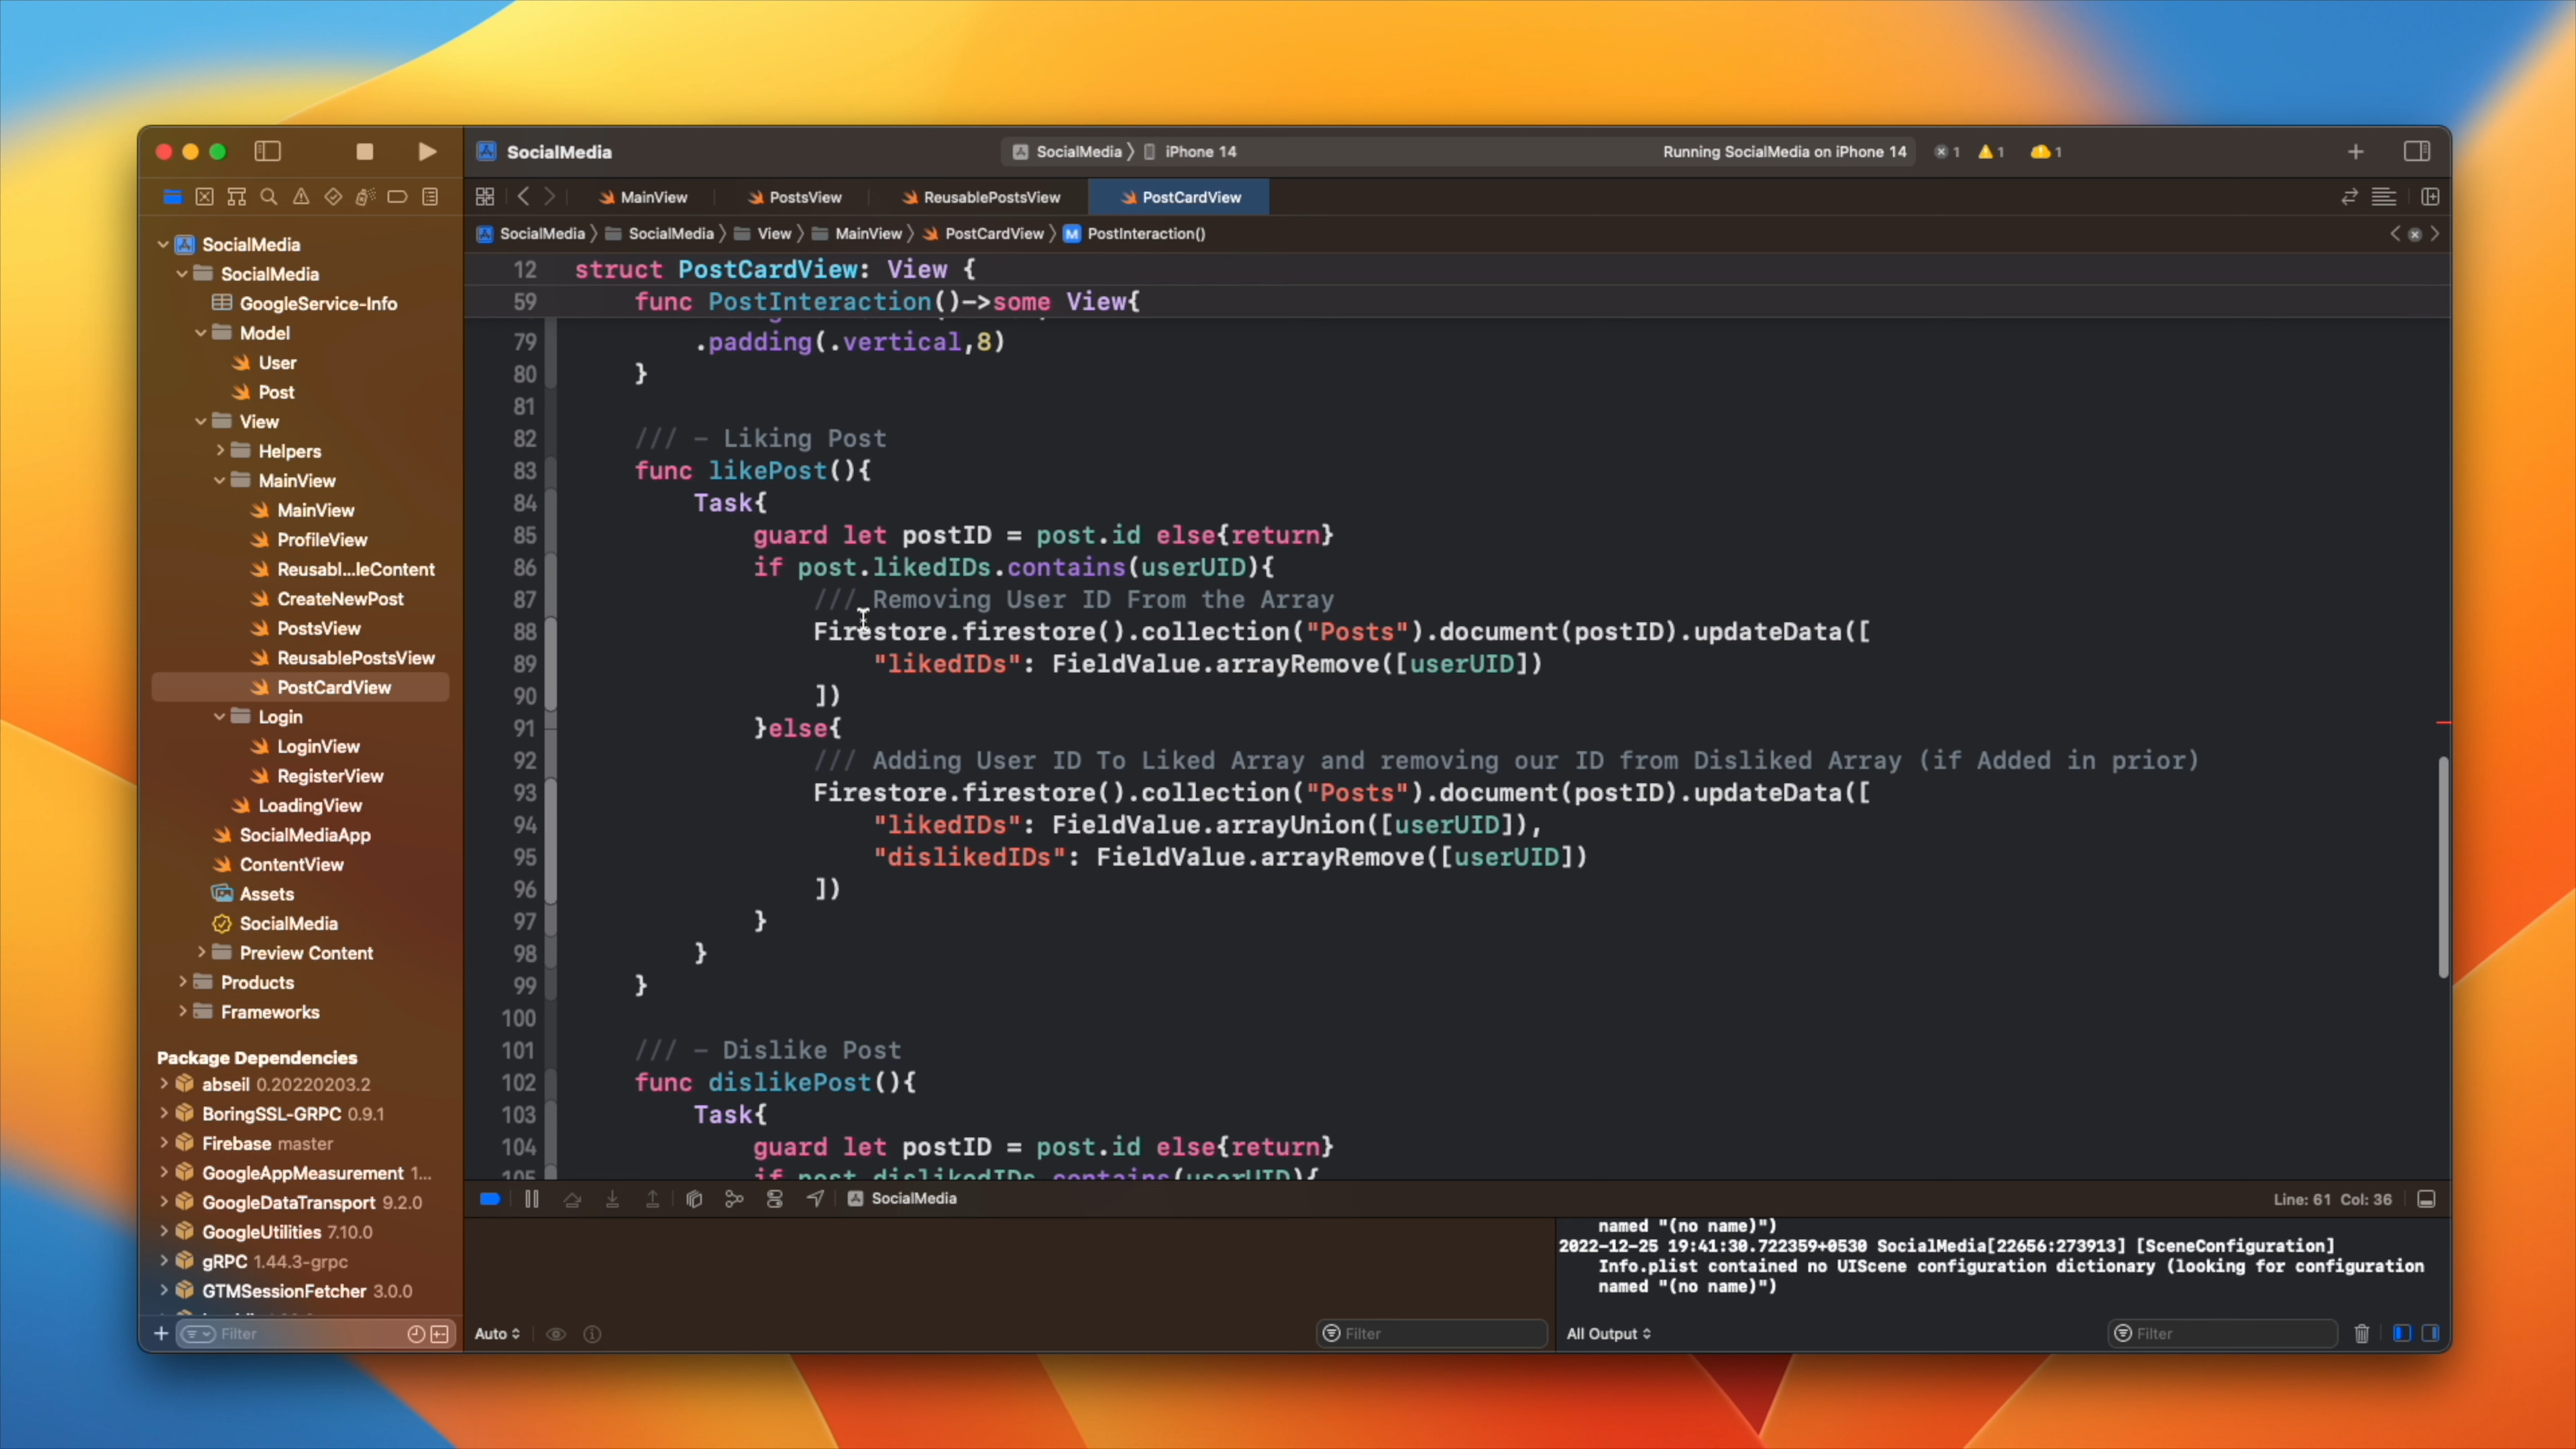 SocialMedia
SocialMedia
iPhone 14
Running SocialMedia on iPhone 14
1
1
1
MainView
PostsView
ReusablePostsView
PostCardView
SocialMedia
SocialMedia
View
MainView
PostCardView
M
PostInteraction()
SocialMedia
SocialMedia
GoogleService-Info
Model
User
Post
View
Helpers
MainView
MainView
ProfileView
Reusabl...leContent
CreateNewPost
PostsView
ReusablePostsView
PostCardView
Login
LoginView
RegisterView
LoadingView
SocialMediaApp
ContentView
Assets
SocialMedia
Preview Content
Products
Frameworks
Package Dependencies
abseil 0.20220203.2
BoringSSL-GRPC 0.9.1
Firebase master
GoogleAppMeasurement 1...
GoogleDataTransport 9.2.0
GoogleUtilities 7.10.0
gRPC 1.44.3-grpc
GTMSessionFetcher 3.0.0
Filter
12 struct PostCardView: View {
59 func PostInteraction()->some View{
79 .padding(.vertical,8)
80 }
81
82 /// - Liking Post
83 func likePost(){
84 Task{
85 guard let postID = post.id else{return}
86 if post.likedIDs.contains(userUID){
87 /// Removing User ID From the Array
88 Firestore.firestore().collection("Posts").document(postID).updateData([
89 "likedIDs": FieldValue.arrayRemove([userUID])
90 ])
91 }else{
92 /// Adding User ID To Liked Array and removing our ID from Disliked Array (if Added in prior)
93 Firestore.firestore().collection("Posts").document(postID).updateData([
94 "likedIDs": FieldValue.arrayUnion([userUID]),
95 "dislikedIDs": FieldValue.arrayRemove([userUID])
96 ])
97 }
98 }
99 }
100
101 /// - Dislike Post
102 func dislikePost(){
103 Task{
104 guard let postID = post.id else{return}
105 if post.dislikedIDs.contains(userUID){
SocialMedia
Line: 61 Col: 36
named "(no name)")
2022-12-25 19:41:30.722359+0530 SocialMedia[22656:273913] [SceneConfiguration]
Info.plist contained no UIScene configuration dictionary (looking for configuration
named "(no name)")
Auto
Filter
All Output
Filter